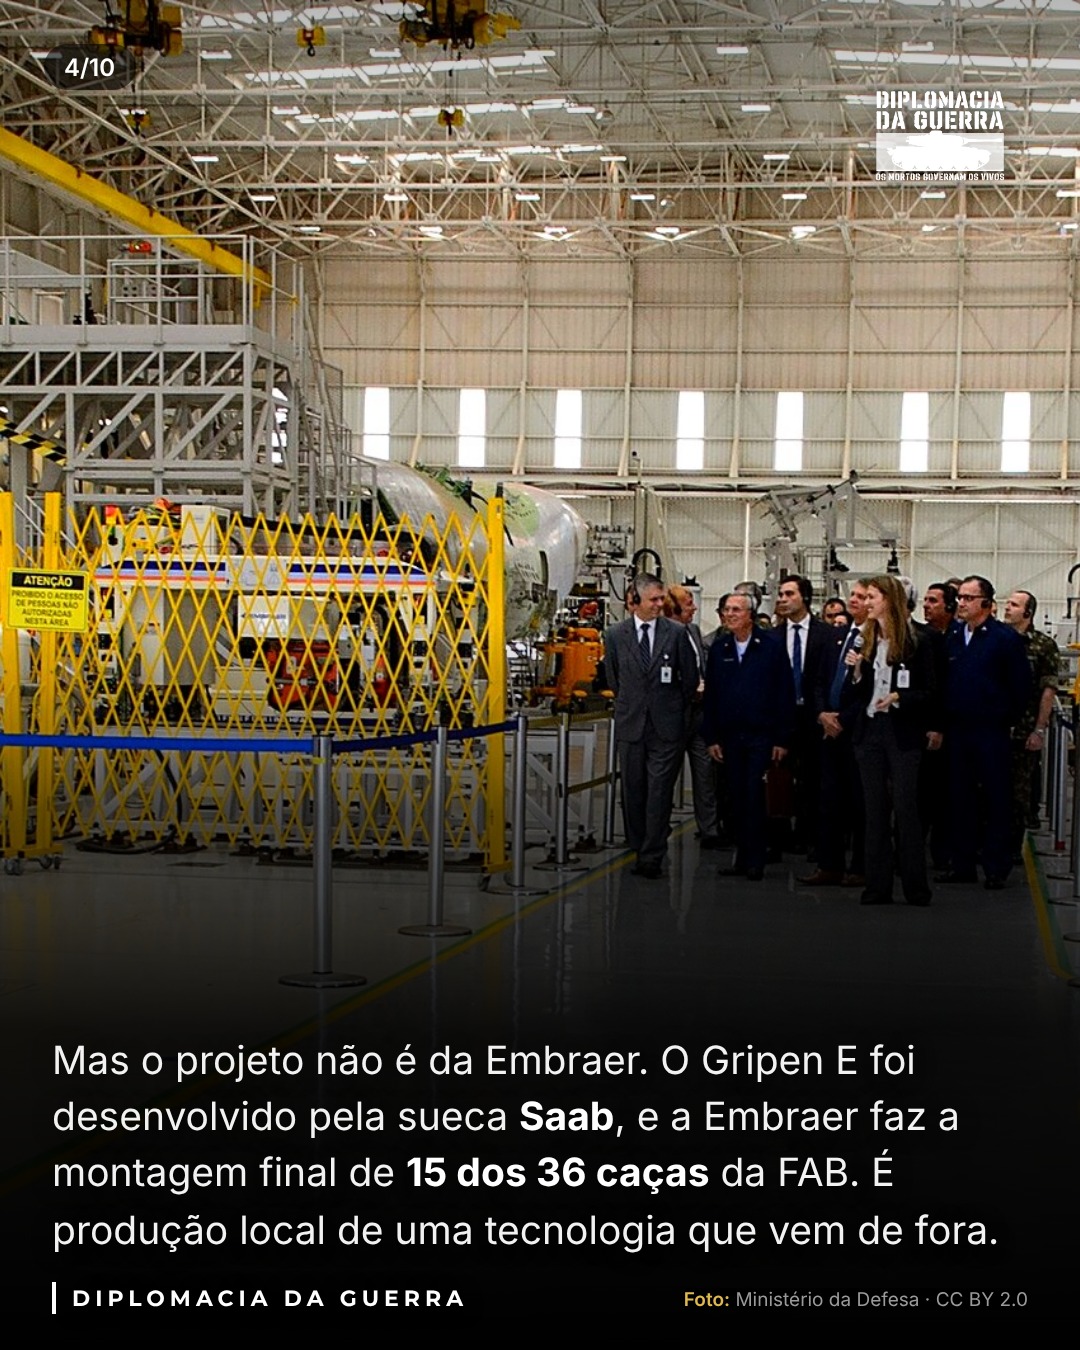 4/10
DIPLOMACIA
DA GUERRA
OS MORTOS GOVERNAM OS VIVOS
ATENÇÃO
PROIBIDO O ACESSO
DE PESSOAS NÃO
AUTORIZADAS
NESTA ÁREA
EMBRAER
Mas o projeto não é da Embraer. O Gripen E foi
desenvolvido pela sueca Saab, e a Embraer faz a
montagem final de 15 dos 36 caças da FAB. É
produção local de uma tecnologia que vem de fora.
DIPLOMACIA DA GUERRA
Foto: Ministério da Defesa · CC BY 2.0